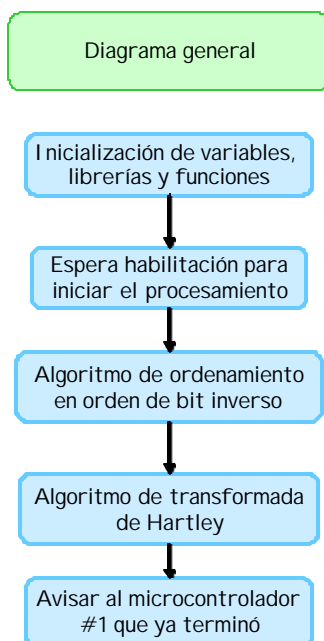 Diagrama general
Inicialización de variables,
librerías y funciones
Espera habilitación para
iniciar el procesamiento
Algoritmo de ordenamiento
en orden de bit inverso
Algoritmo de transformada
de Hartley
Avisar al microcontrolador
#1 que ya terminó